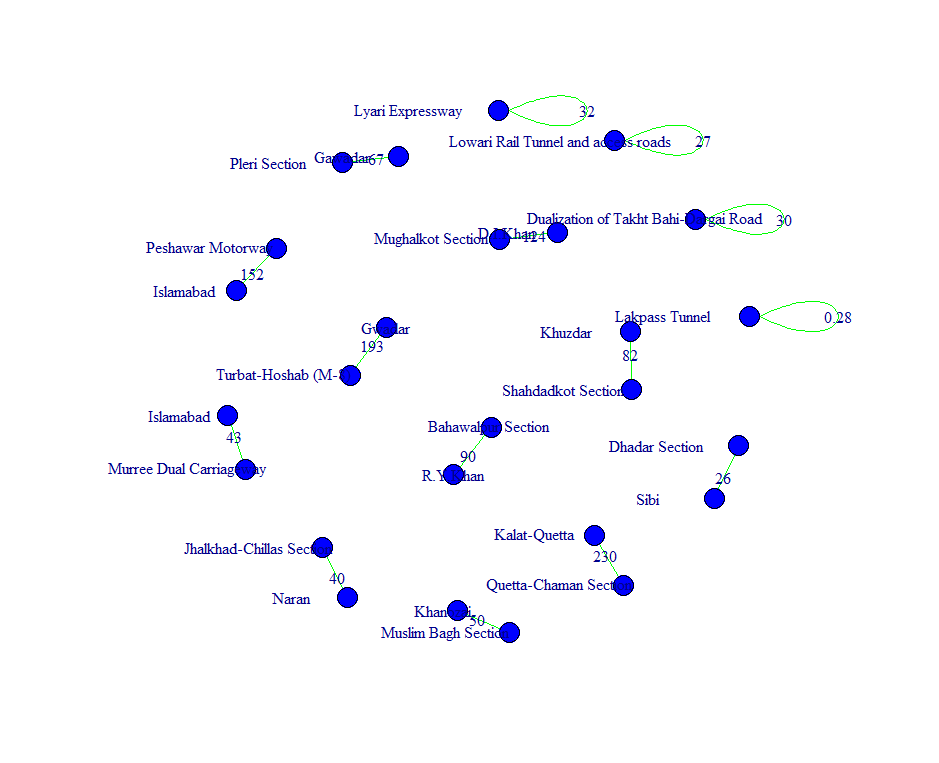 Lyari Expressway
32
Lowari Rail Tunnel and access roads
27
Gawadar
67
Pleri Section
Dualization of Takht Bahi-Dargai Road
30
D.I.Khan
124
Mughalkot Section
Peshawar Motorway
152
Islamabad
Lakpass Tunnel
0.28
Gwadar
193
Turbat-Hoshab (M-8)
Khuzdar
82
Shahdadkot Section
Islamabad
43
Murree Dual Carriageway
Bahawalpur Section
90
R.Y.Khan
Dhadar Section
26
Sibi
Kalat-Quetta
230
Quetta-Chaman Section
Jhalkhad-Chillas Section
40
Naran
50
Muslim Bagh Section